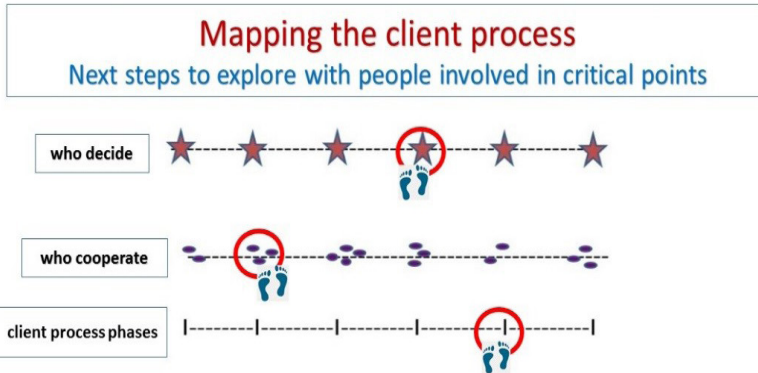 Mapping the client process
Next steps to explore with people involved in critical points
who decide
who cooperate
client process phases